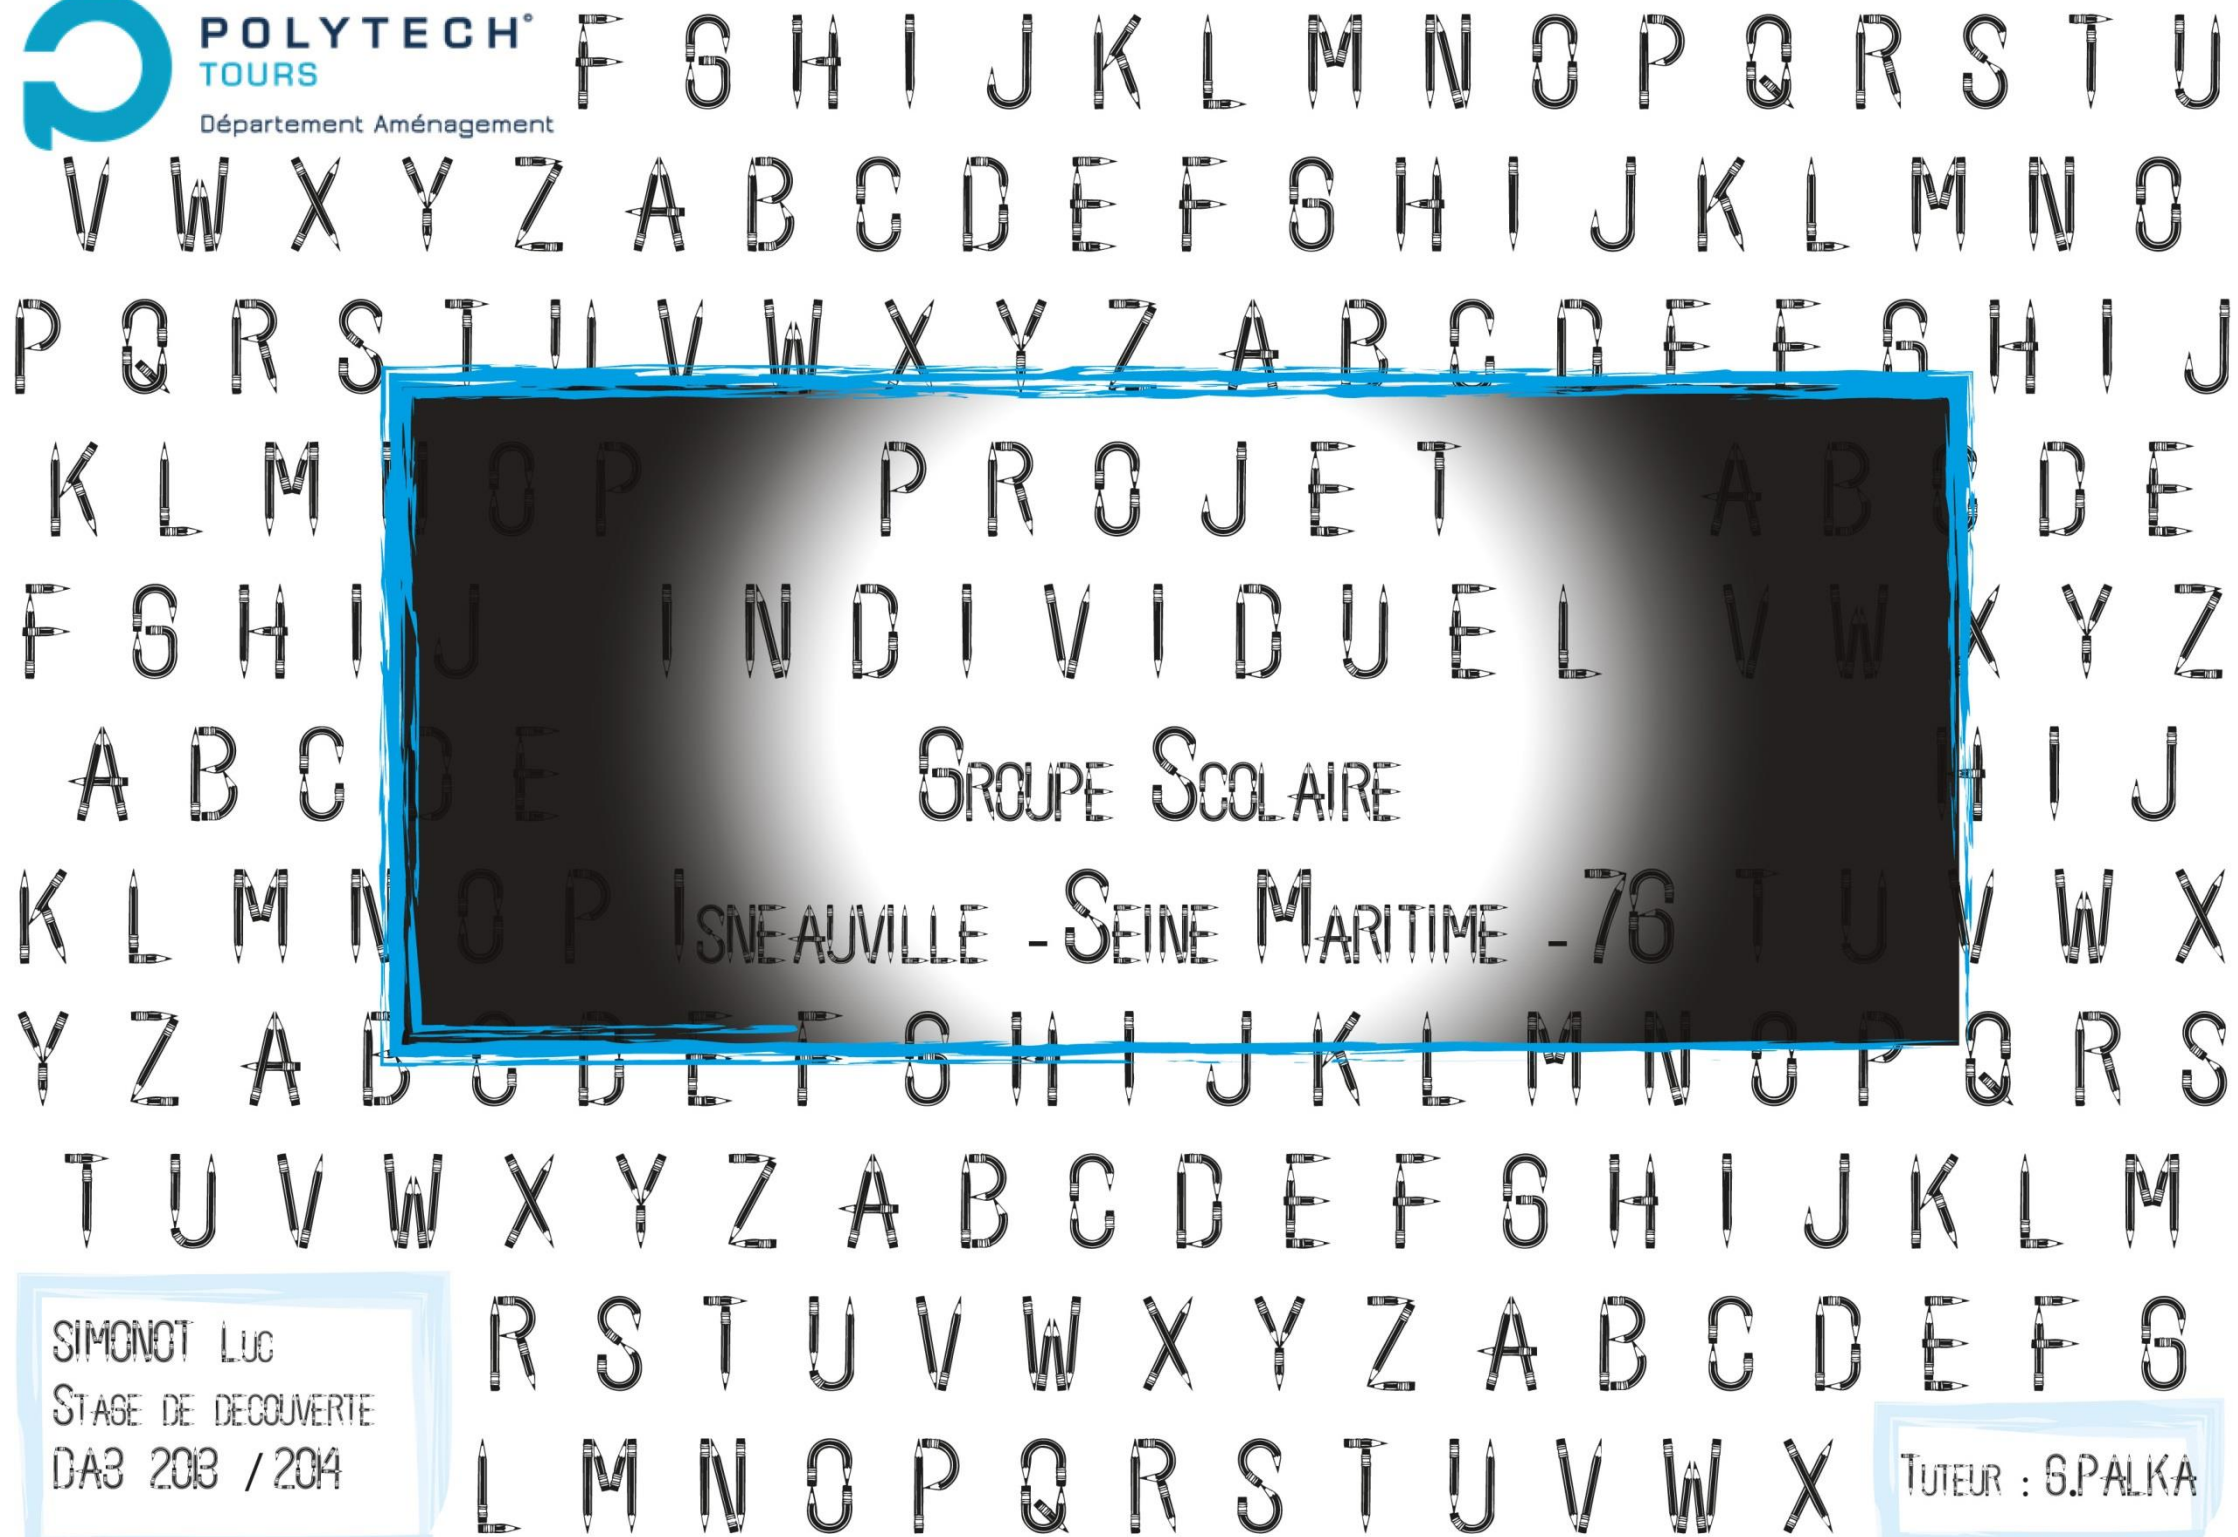 POLYTECH°
TOURS
Département Aménagement
F G H I J K L M N O P Q R S T U
V W X Y Z A B C D E F G H I J K L M N O
P Q R S T U V W X Y Z A B C D E F G H I J
K L M N O P PROJET A B C D E
F G H I J INDIVIDUEL V W X Y Z
A B C D E GROUPE SCOLAIRE H I J
K L M N O P ISNEAUVILLE - SEINE MARITIME - 76 T U V W X
Y Z A B C D E F G H I J K L M N O P Q R S
T U V W X Y Z A B C D E F G H I J K L M
R S T U V W X Y Z A B C D E F G
L M N O P Q R S T U V W X
SIMONOT Luc
STAGE DE DECOUVERTE
DA3 2013 / 2014
TUTEUR : G.PALKA